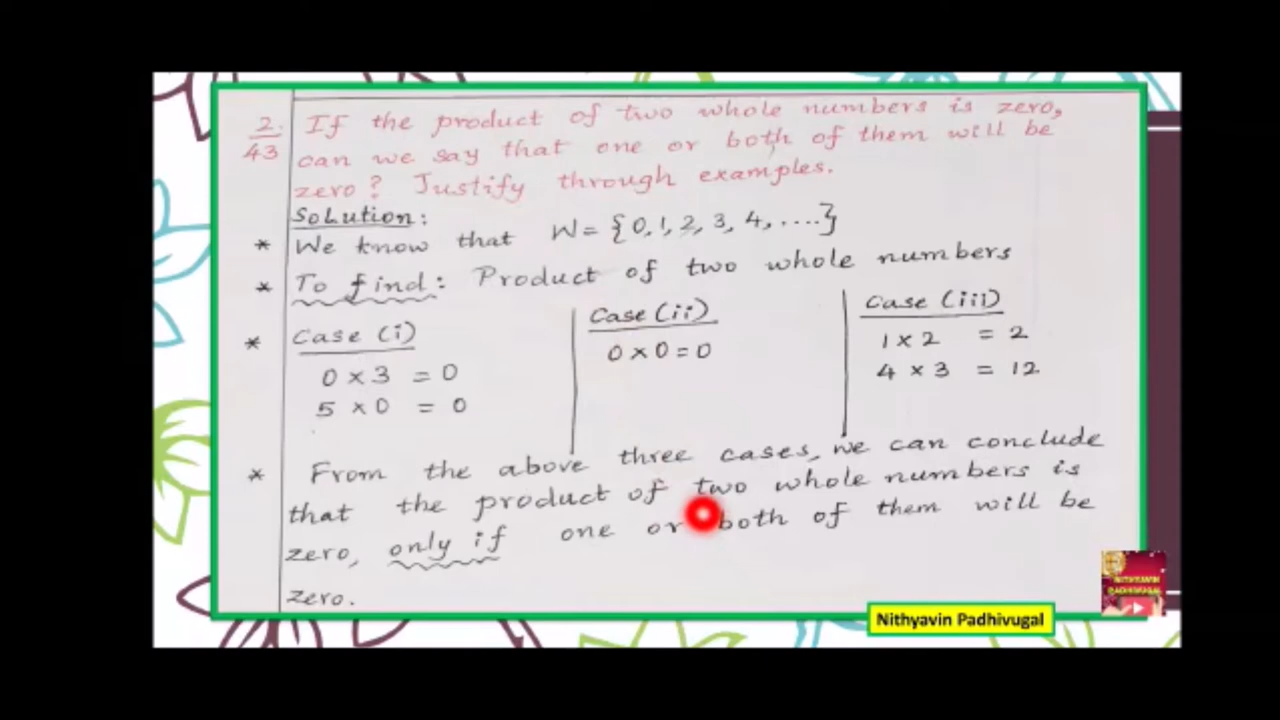 2. If the product of two whole numbers is zero,
43 can we say that one or both of them will be
zero? Justify through examples.
Solution:
* We know that W = {0, 1, 2, 3, 4, ....}
* To find: Product of two whole numbers
* Case (i)
0 × 3 = 0
5 × 0 = 0
Case (ii)
0 × 0 = 0
Case (iii)
1 × 2 = 2
4 × 3 = 12
* From the above three cases, we can conclude
that the product of two whole numbers is
zero, only if one or both of them will be
zero.
NITHYAVIN
PADHIVUGAL
Nithyavin Padhivugal